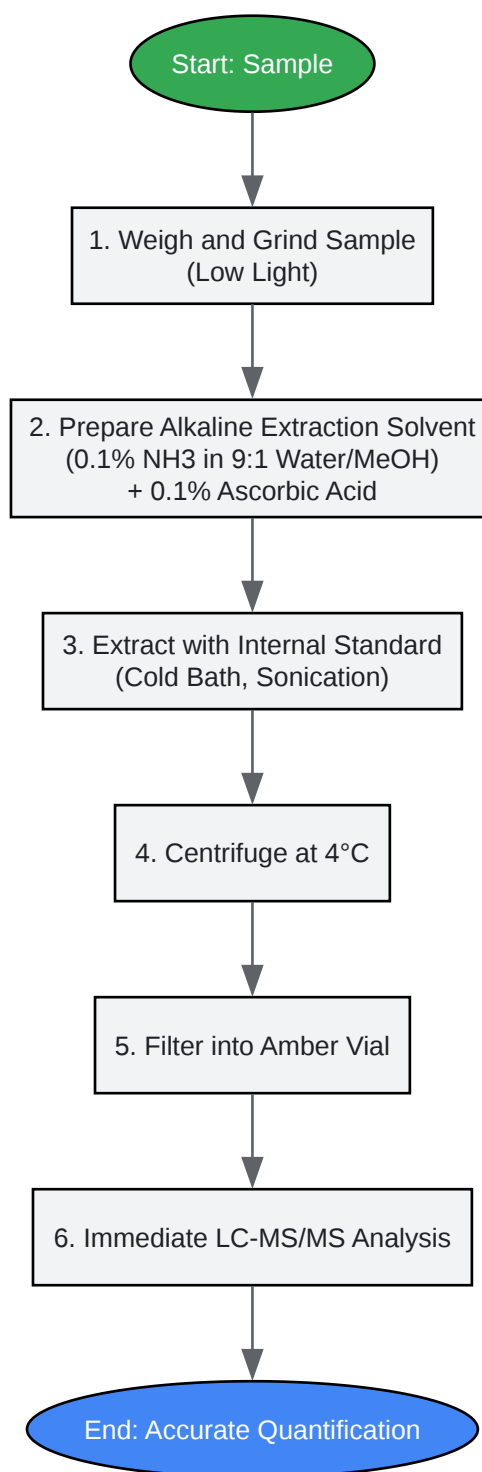 Start: Sample
1. Weigh and Grind Sample
(Low Light)
2. Prepare Alkaline Extraction Solvent
(0.1% NH3 in 9:1 Water/MeOH)
+ 0.1% Ascorbic Acid
3. Extract with Internal Standard
(Cold Bath, Sonication)
4. Centrifuge at 4°C
5. Filter into Amber Vial
6. Immediate LC-MS/MS Analysis
End: Accurate Quantification